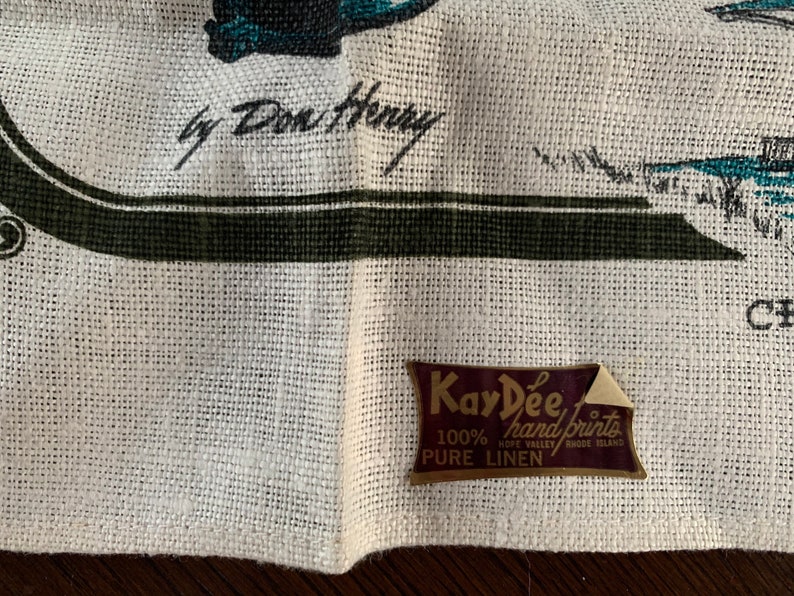 by Don Henry
KayDee
hand prints
100%
HOPE VALLEY RHODE ISLAND
PURE LINEN